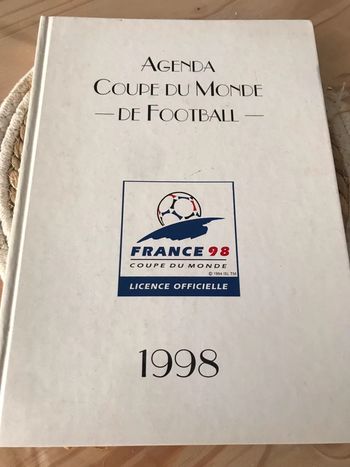 AGENDA
COUPE DU MONDE
— DE FOOTBALL —
FRANCE 98
COUPE DU MONDE
© 1994 ISL TM
LICENCE OFFICIELLE
1998